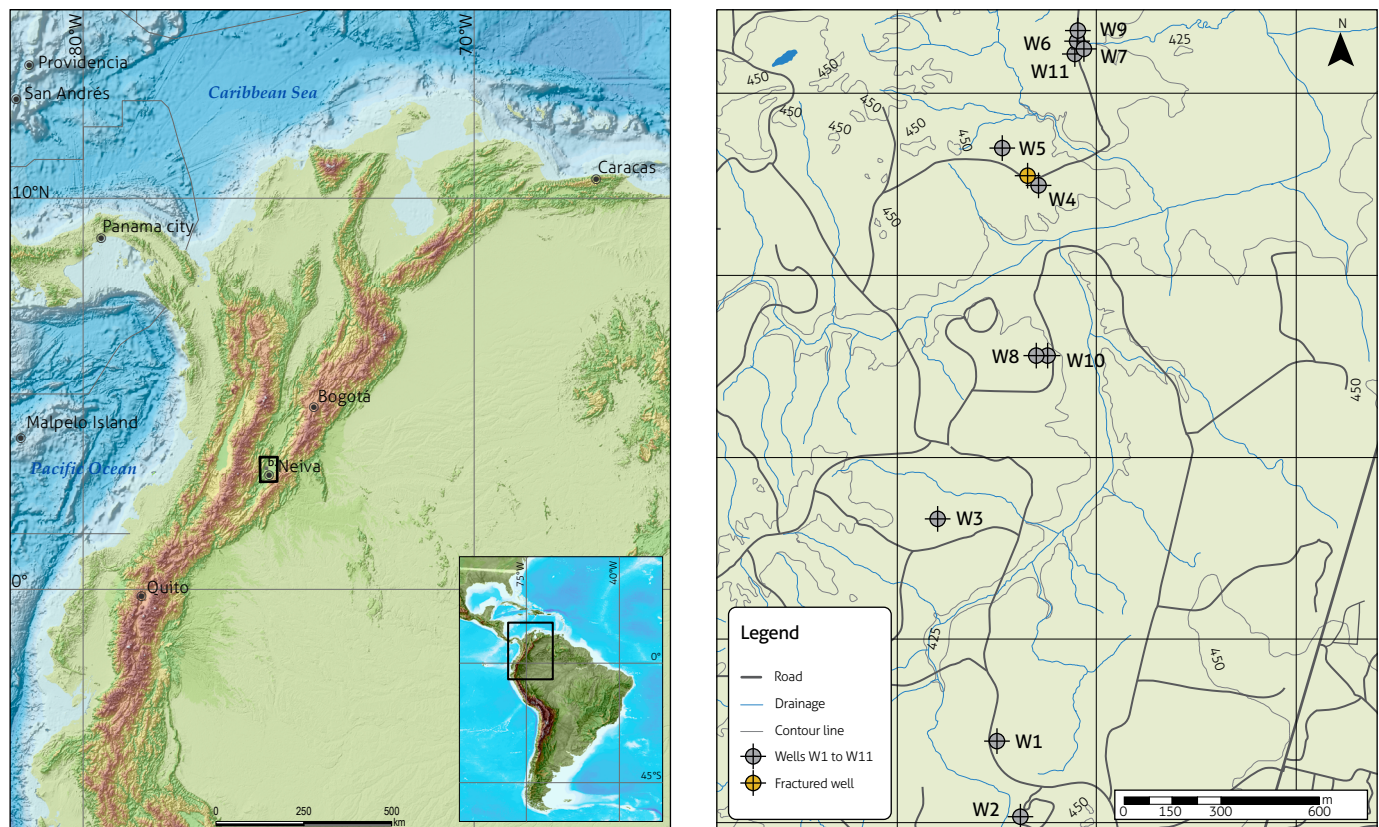 80°W
70°W
Providencia
San Andrés
Caribbean Sea
Caracas
10°N
Panama city
Bogotá
Malpelo Island
Pacific Ocean
b.
Neiva
0°
Quito
75°W
40°W
0°
45°S
0 250 500
km
N
W9
W6
W7
425
W11
450
450
450
450
450
450
450
W5
W4
450
W8
W10
450
W3
425
450
W1
W2
450
Legend
Road
Drainage
Contour line
Wells W1 to W11
Fractured well
0 150 300 600
m